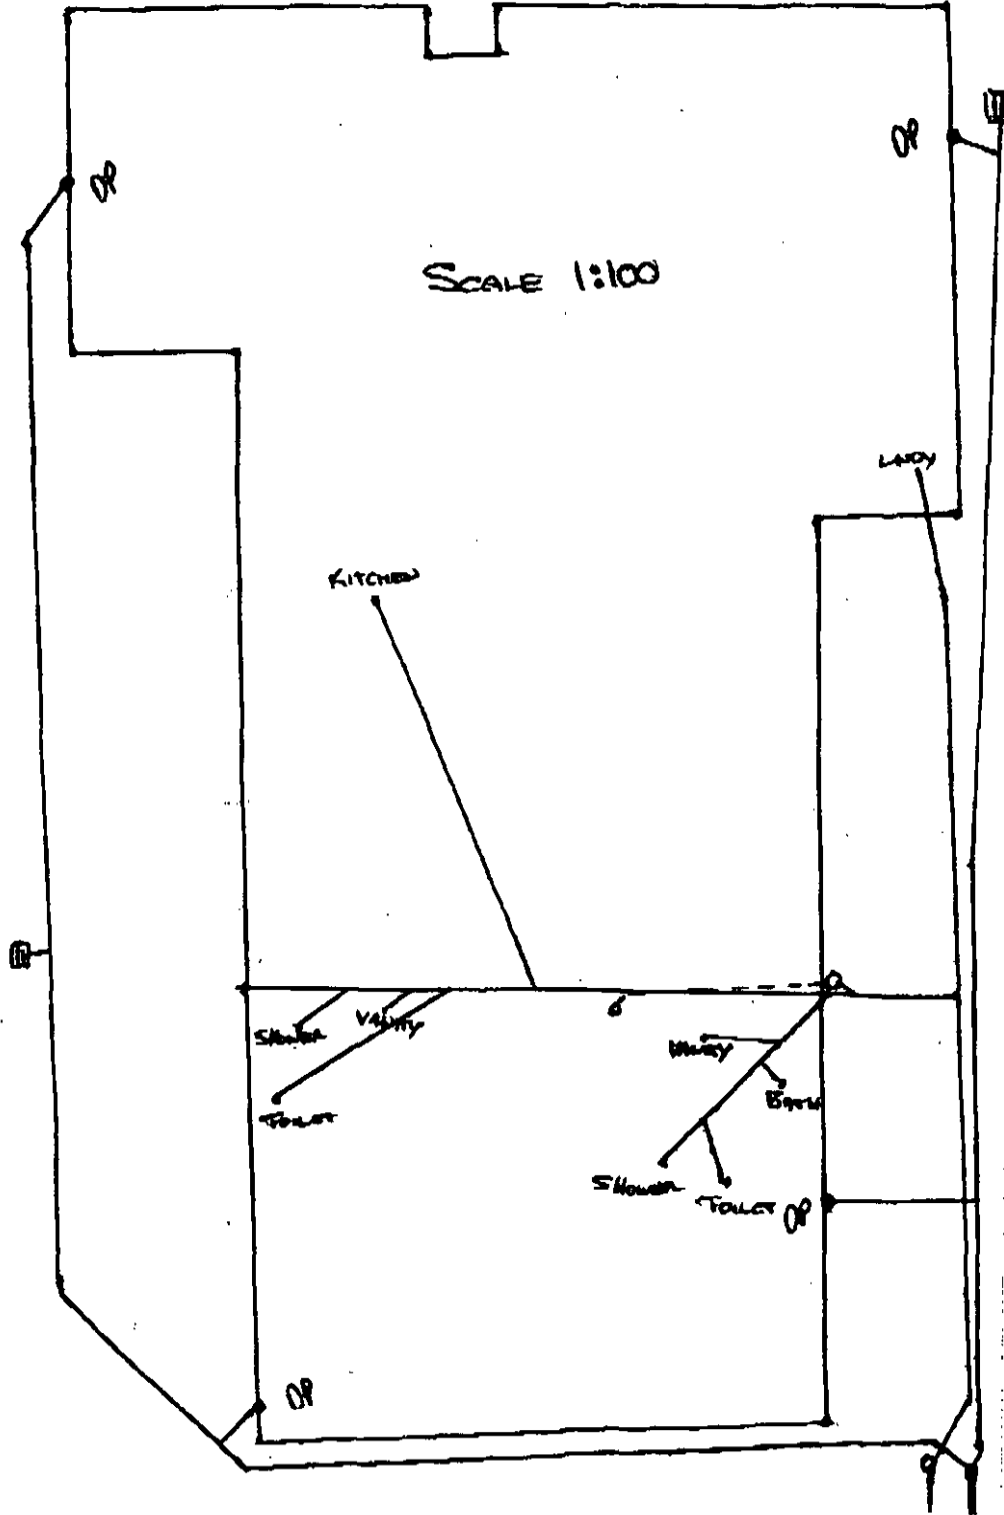 DP
DP
SCALE 1:100
LNDY
KITCHEN
SHOWER
VANITY
VANITY
BATH
TOILET
SHOWER
TOILET
DP
DP